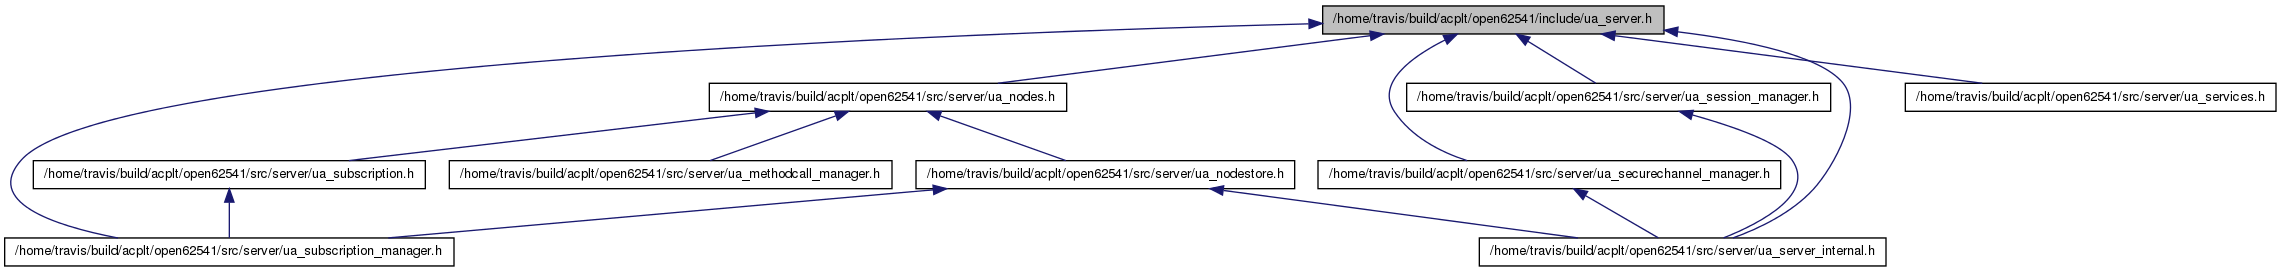 /home/travis/build/acplt/open62541/include/ua_server.h
/home/travis/build/acplt/open62541/src/server/ua_nodes.h
/home/travis/build/acplt/open62541/src/server/ua_session_manager.h
/home/travis/build/acplt/open62541/src/server/ua_services.h
/home/travis/build/acplt/open62541/src/server/ua_subscription.h
/home/travis/build/acplt/open62541/src/server/ua_methodcall_manager.h
/home/travis/build/acplt/open62541/src/server/ua_nodestore.h
/home/travis/build/acplt/open62541/src/server/ua_securechannel_manager.h
/home/travis/build/acplt/open62541/src/server/ua_subscription_manager.h
/home/travis/build/acplt/open62541/src/server/ua_server_internal.h